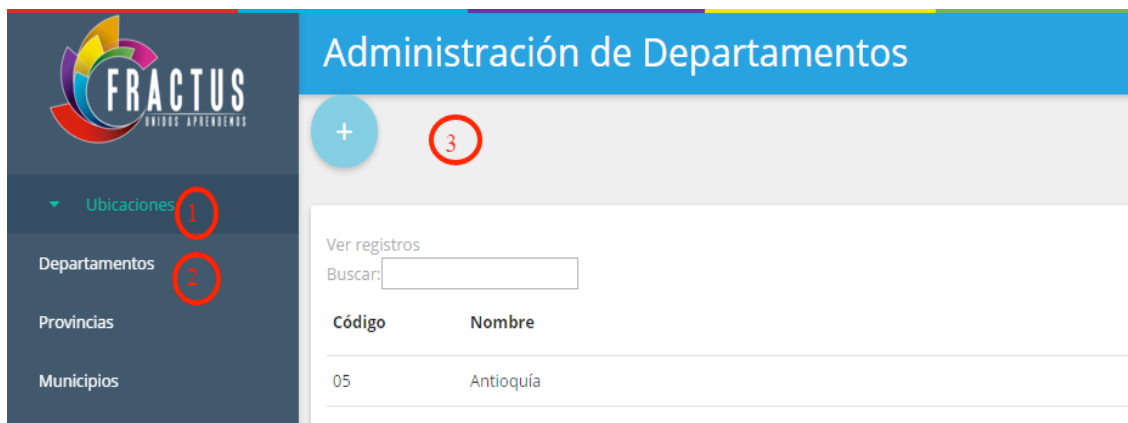 FRACTUS
UNIDOS APRENDEMOS
Ubicaciones 1
Departamentos 2
Provincias
Municipios
Administración de Departamentos
+ 3
Ver registros
Buscar:
Código Nombre
05 Antioquía